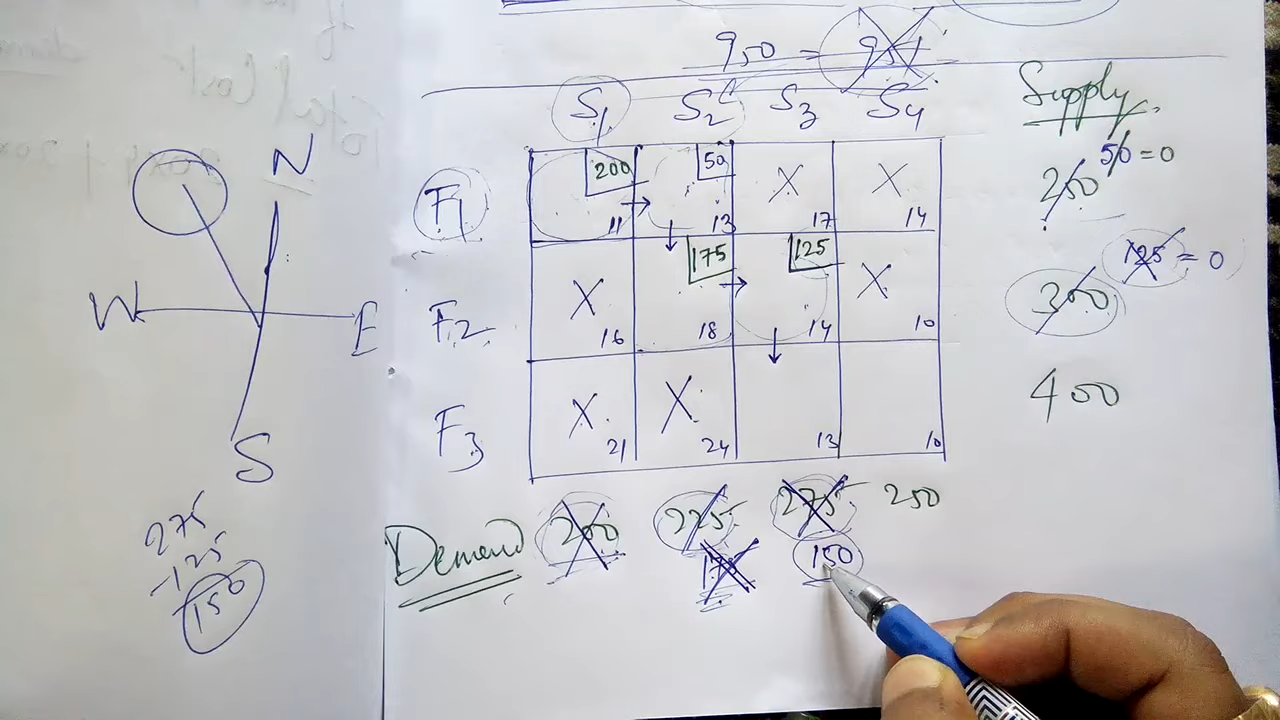 950 = 951
S1 S2 S3 S4 Supply
N
200 50 X X 50 = 0
F1 250
11 13 17 14
175 125 125 = 0
W E F2 X X 300
16 18 14 10
F3 X X 400
21 24 13 10
S
275 Demand 200 225 275 250
-125 175 150
150